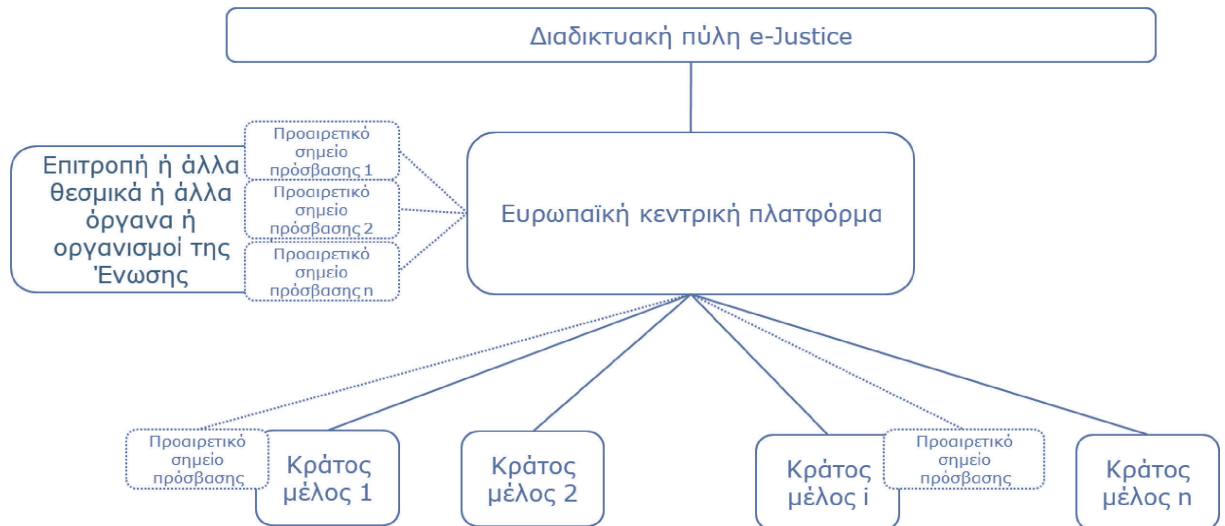 Διαδικτυακή πύλη e-Justice
Επιτροπή ή άλλα
θεσμικά ή άλλα
όργανα ή
οργανισμοί της
Ένωσης
Προαιρετικό
σημείο
πρόσβασης 1
Προαιρετικό
σημείο
πρόσβασης 2
Προαιρετικό
σημείο
πρόσβασης n
Ευρωπαϊκή κεντρική πλατφόρμα
Προαιρετικό
σημείο
πρόσβασης
Κράτος
μέλος 1
Κράτος
μέλος 2
Κράτος
μέλος i
Προαιρετικό
σημείο
πρόσβασης
Κράτος
μέλος n